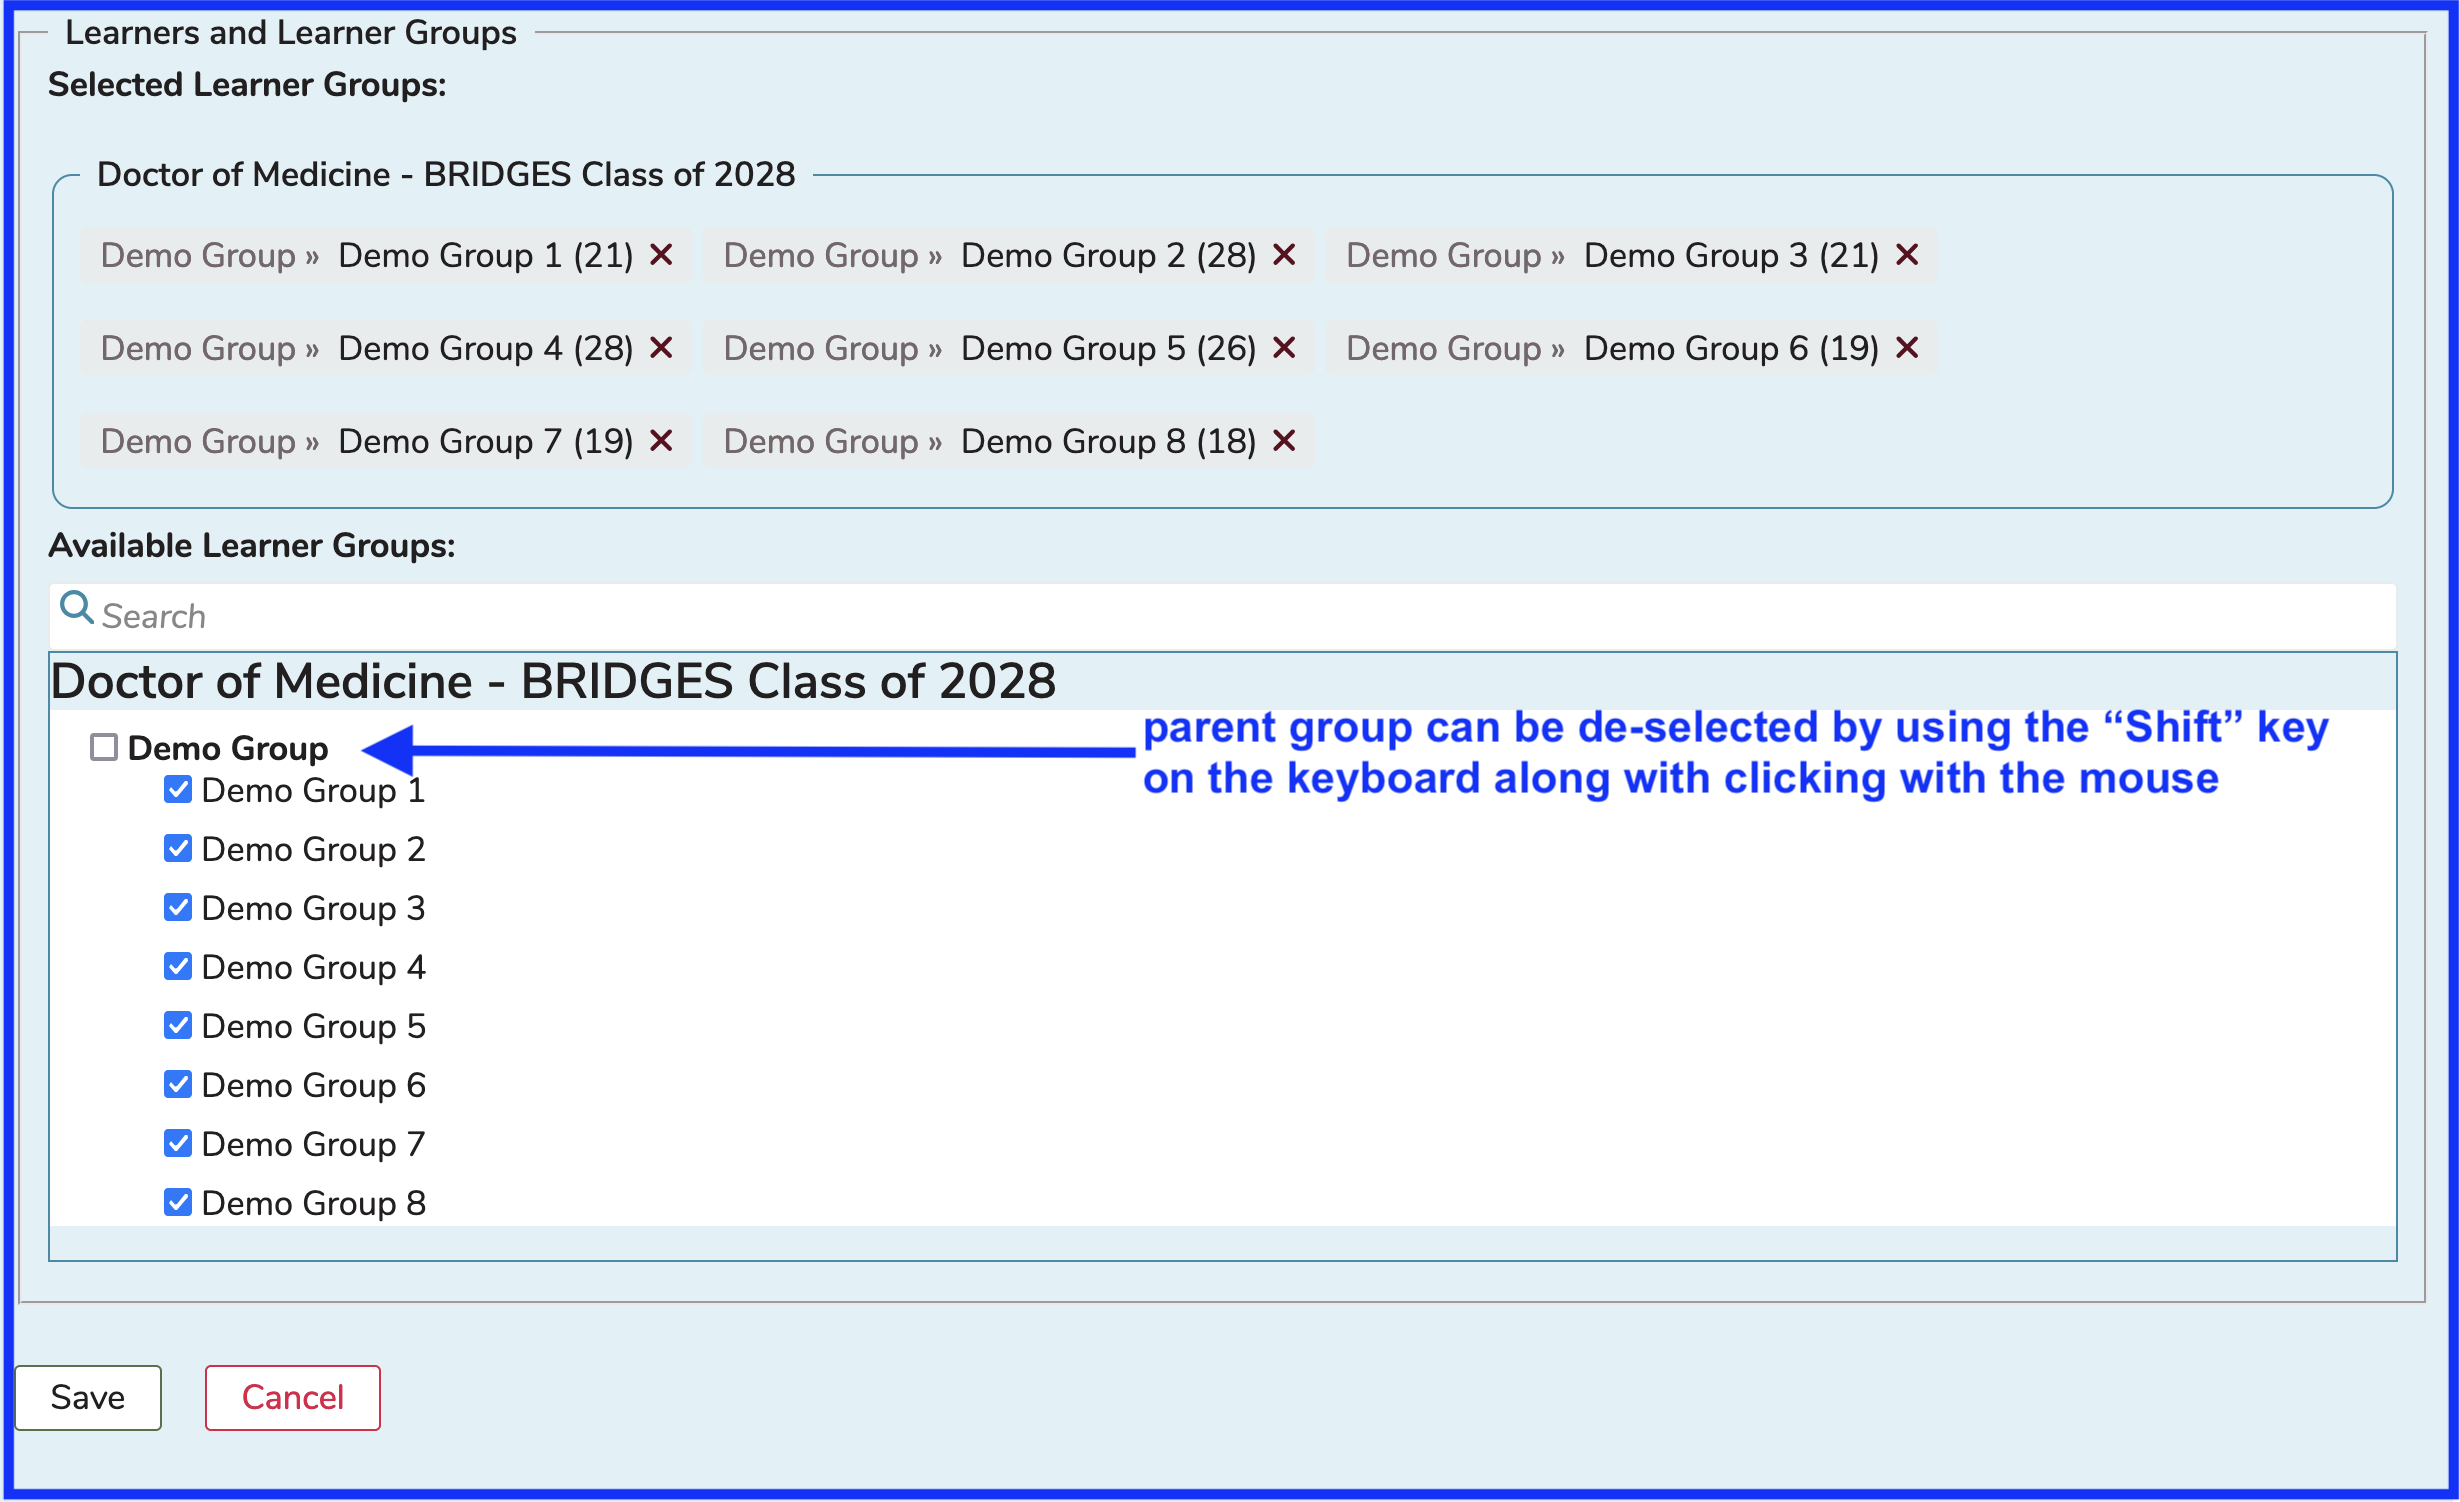 Learners and Learner Groups
Selected Learner Groups:
Doctor of Medicine - BRIDGES Class of 2028
Demo Group » Demo Group 1 (21) ✕ Demo Group » Demo Group 2 (28) ✕ Demo Group » Demo Group 3 (21) ✕
Demo Group » Demo Group 4 (28) ✕ Demo Group » Demo Group 5 (26) ✕ Demo Group » Demo Group 6 (19) ✕
Demo Group » Demo Group 7 (19) ✕ Demo Group » Demo Group 8 (18) ✕
Available Learner Groups:
Search
Doctor of Medicine - BRIDGES Class of 2028
Demo Group
parent group can be de-selected by using the “Shift” key
on the keyboard along with clicking with the mouse
Demo Group 1
Demo Group 2
Demo Group 3
Demo Group 4
Demo Group 5
Demo Group 6
Demo Group 7
Demo Group 8
Save Cancel